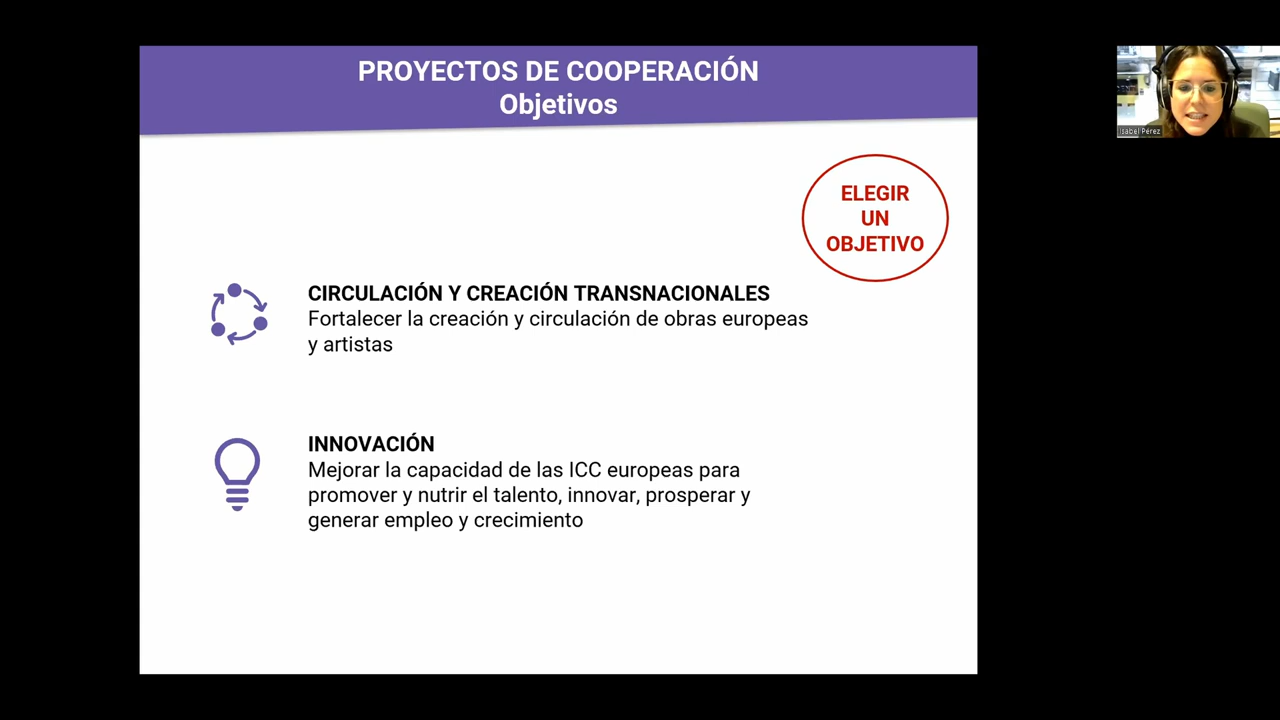 PROYECTOS DE COOPERACIÓN
Objetivos
ELEGIR
UN
OBJETIVO
CIRCULACIÓN Y CREACIÓN TRANSNACIONALES
Fortalecer la creación y circulación de obras europeas
y artistas
INNOVACIÓN
Mejorar la capacidad de las ICC europeas para
promover y nutrir el talento, innovar, prosperar y
generar empleo y crecimiento
Isabel Pérez